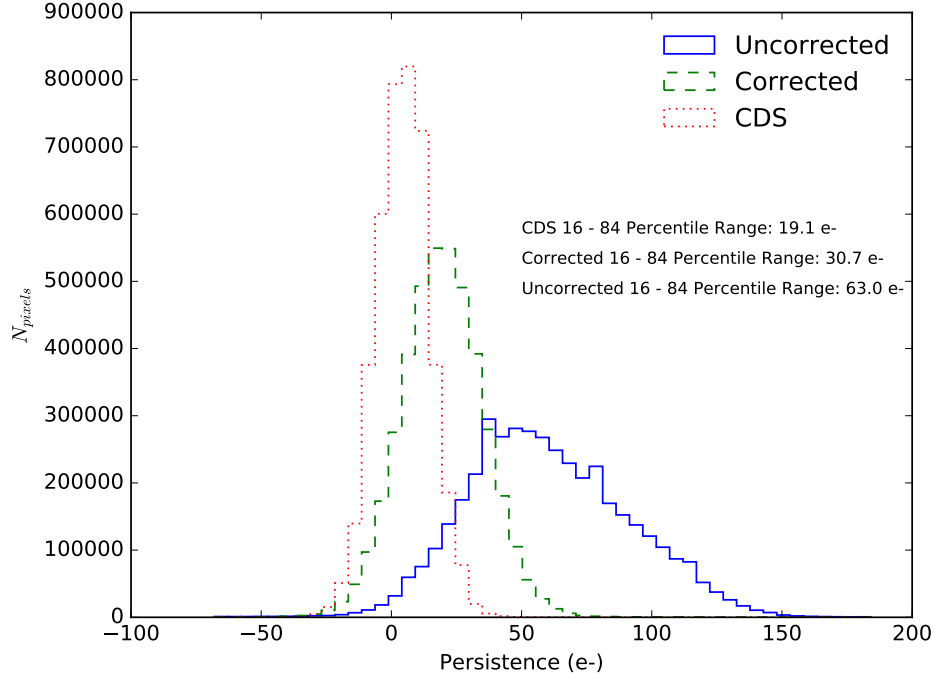 900000
800000
700000
600000
500000
400000
300000
200000
100000
0
N_pixels
Uncorrected
Corrected
CDS
CDS 16 - 84 Percentile Range: 19.1 e-
Corrected 16 - 84 Percentile Range: 30.7 e-
Uncorrected 16 - 84 Percentile Range: 63.0 e-
−100 −50 0 50 100 150 200
Persistence (e-)